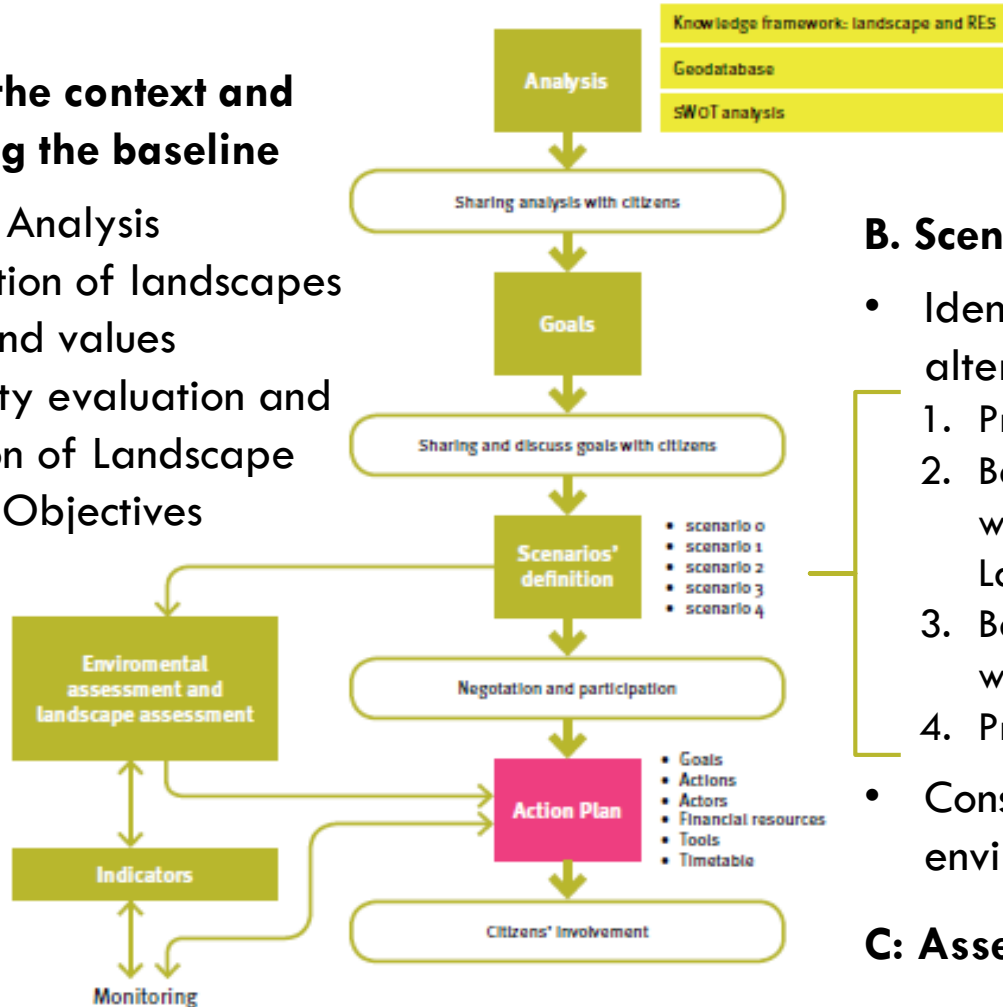 the context and
g the baseline
Analysis
tion of landscapes
nd values
ty evaluation and
on of Landscape
Objectives
Analysis
Knowledge framework: landscape and RES
Geodatabase
SWOT analysis
Sharing analysis with citizens
Goals
Sharing and discuss goals with citizens
Scenarios'
definition
• scenario 0
• scenario 1
• scenario 2
• scenario 3
• scenario 4
Enviromental
assessment and
landscape assessment
Negotation and participation
Action Plan
• Goals
• Actions
• Actors
• Financial resources
• Tools
• Timetable
Indicators
Citizens' Involvement
Monitoring
B. Scen
• Iden
alter
1. Pr
2. Ba
w
La
3. Ba
w
4. Pr
• Cons
envi
C: Asse